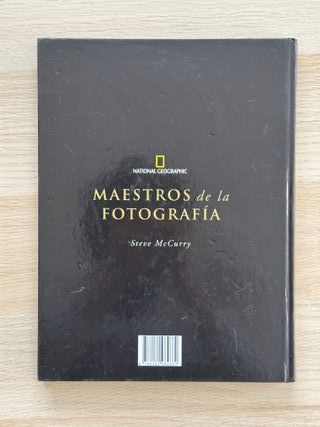 NATIONAL GEOGRAPHIC
MAESTROS de la
FOTOGRAFÍA
Steve McCurry